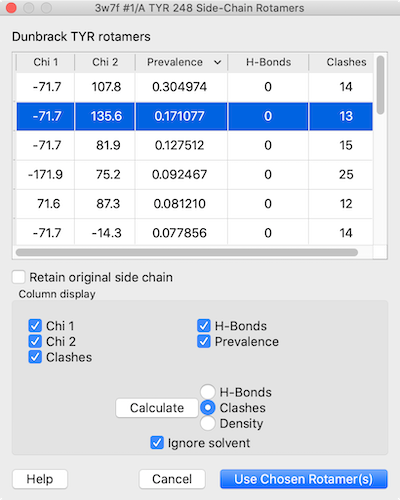 3w7f #1/A TYR 248 Side-Chain Rotamers
Dunbrack TYR rotamers
Chi 1 Chi 2 Prevalence H-Bonds Clashes
-71.7 107.8 0.304974 0 14
-71.7 135.6 0.171077 0 13
-71.7 81.9 0.127512 0 15
-171.9 75.2 0.092467 0 25
71.6 87.3 0.081210 0 12
-71.7 -14.3 0.077856 0 14
Retain original side chain
Column display
Chi 1 H-Bonds
Chi 2 Prevalence
Clashes
H-Bonds
Calculate Clashes
Density
Ignore solvent
Help Cancel Use Chosen Rotamer(s)